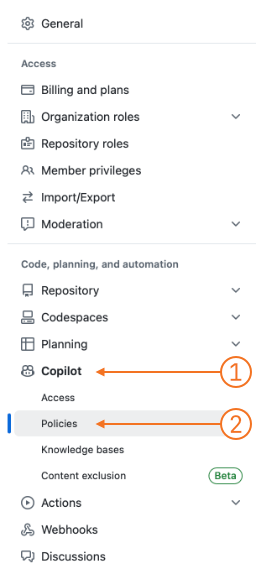 General
Access
Billing and plans
Organization roles
Repository roles
Member privileges
Import/Export
Moderation
Code, planning, and automation
Repository
Codespaces
Planning
Copilot 1
Access
Policies 2
Knowledge bases
Content exclusion Beta
Actions
Webhooks
Discussions